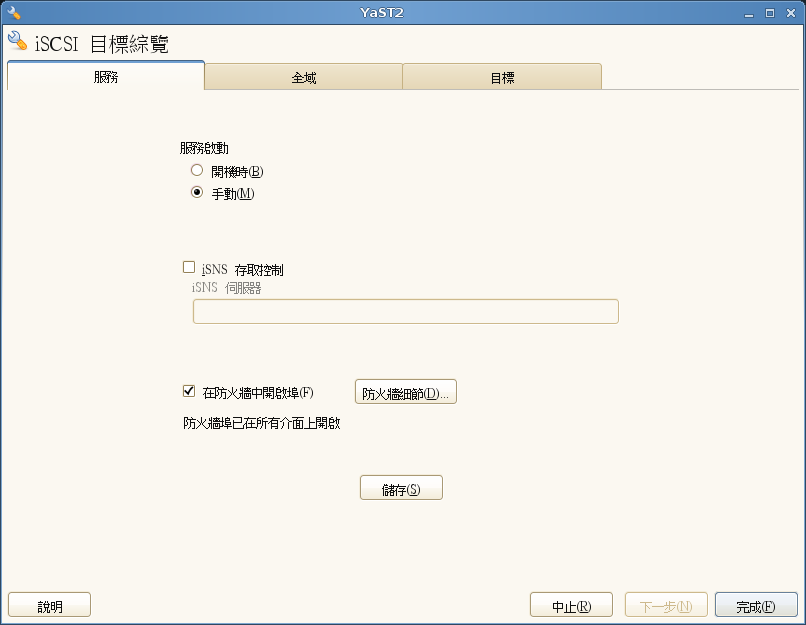 YaST2
iSCSI 目標綜覽
服務 全域 目標
服務啟動
開機時(B)
手動(M)
iSNS 存取控制
iSNS 伺服器
在防火牆中開啟埠(F) 防火牆細節(D)...
防火牆埠已在所有介面上開啟
儲存(S)
說明 中止(R) 下一步(N) 完成(F)